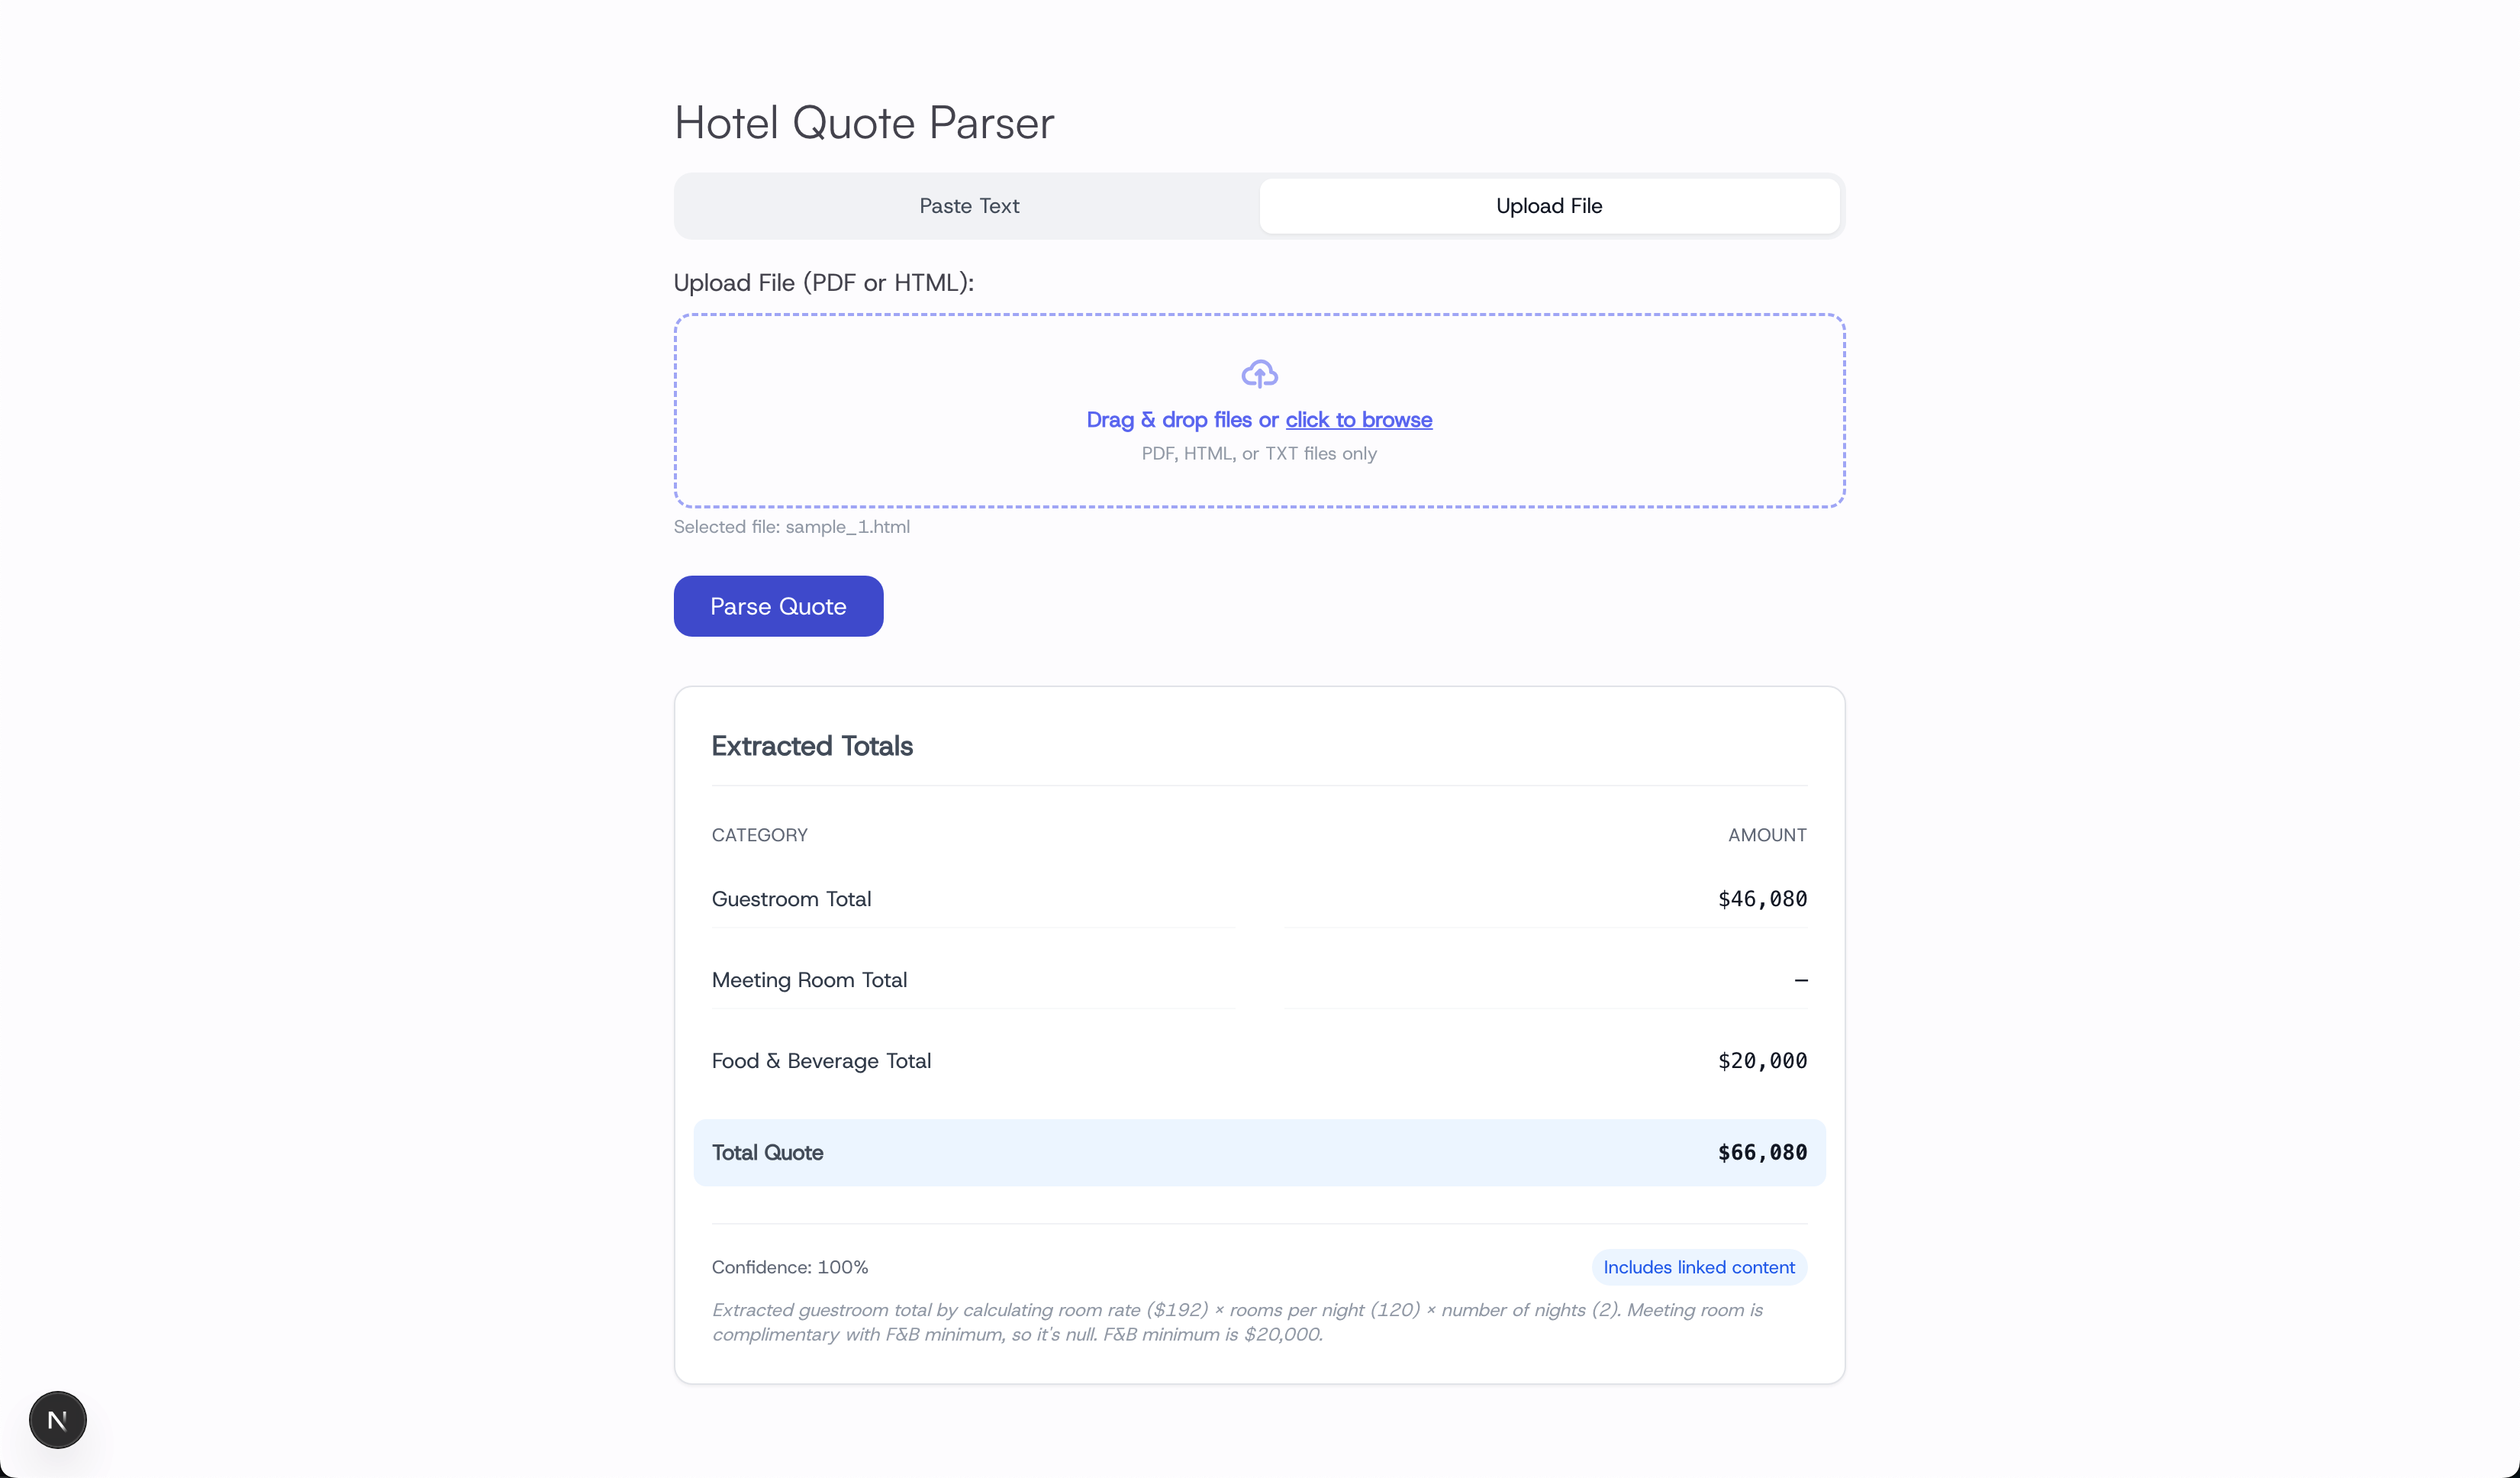 Hotel Quote Parser
Paste Text
Upload File
Upload File (PDF or HTML):
Drag & drop files or click to browse
PDF, HTML, or TXT files only
Selected file: sample_1.html
Parse Quote
Extracted Totals
CATEGORY
AMOUNT
Guestroom Total
$46,080
Meeting Room Total
—
Food & Beverage Total
$20,000
Total Quote
$66,080
Confidence: 100%
Includes linked content
Extracted guestroom total by calculating room rate ($192) × rooms per night (120) × number of nights (2). Meeting room is
complimentary with F&B minimum, so it's null. F&B minimum is $20,000.
N